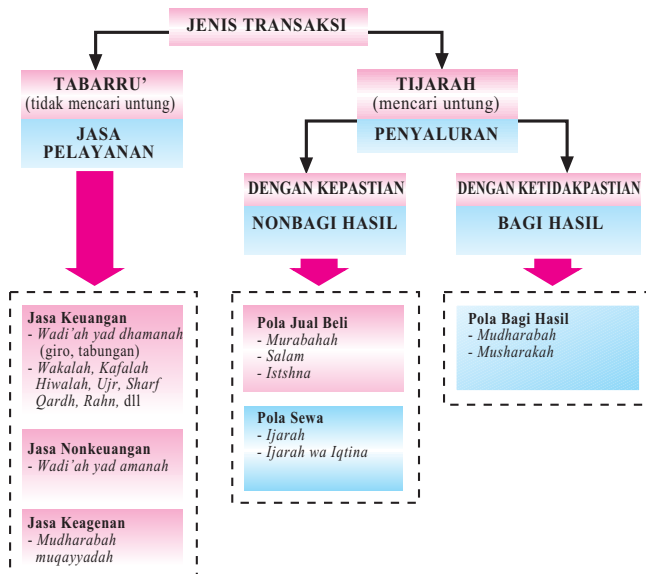 JENIS TRANSAKSI
TABARRU’
(tidak mencari untung)
JASA
PELAYANAN
TIJARAH
(mencari untung)
PENYALURAN
DENGAN KEPASTIAN
NONBAGI HASIL
DENGAN KETIDAKPASTIAN
BAGI HASIL
Jasa Keuangan
- Wadi’ah yad dhamanah
(giro, tabungan)
- Wakalah, Kafalah
Hiwalah, Ujr, Sharf
Qardh, Rahn, dll
Jasa Nonkeuangan
- Wadi’ah yad amanah
Jasa Keagenan
- Mudharabah
muqayyadah
Pola Jual Beli
- Murabahah
- Salam
- Istshna
Pola Sewa
- Ijarah
- Ijarah wa Iqtina
Pola Bagi Hasil
- Mudharabah
- Musharakah